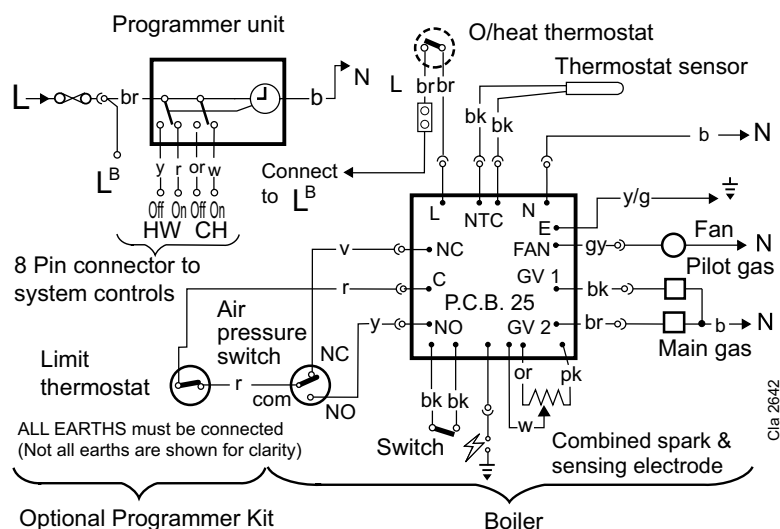 Programmer unit
O/heat thermostat
Thermostat sensor
L
br
b
N
L
br
br
bk
bk
b
N
L^B
y
r
or
w
Off
On
Off
On
HW
CH
8 Pin connector to
system controls
Connect
to L^B
L
NTC
N
E
y/g
v
NC
FAN
gy
Fan
N
r
C
GV 1
bk
Pilot gas
P.C.B. 25
y
NO
GV 2
br
b
N
Main gas
Air
pressure
switch
NC
Limit
thermostat
r
com
NO
bk
bk
or
pk
w
Switch
ALL EARTHS must be connected
(Not all earths are shown for clarity)
Combined spark &
sensing electrode
Cla 2642
Optional Programmer Kit
Boiler